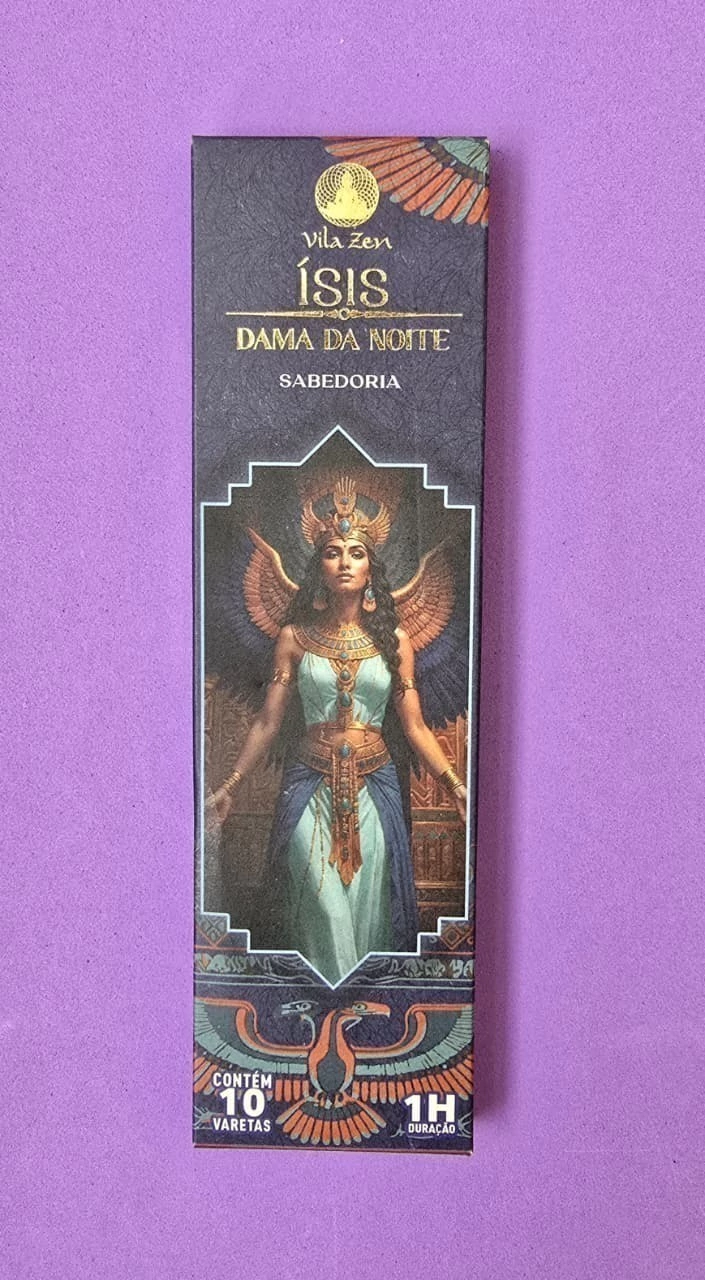 Vila Zen
ÍSIS
DAMA DA NOITE
SABEDORIA
CONTÉM
10
VARETAS
1H
DURAÇÃO